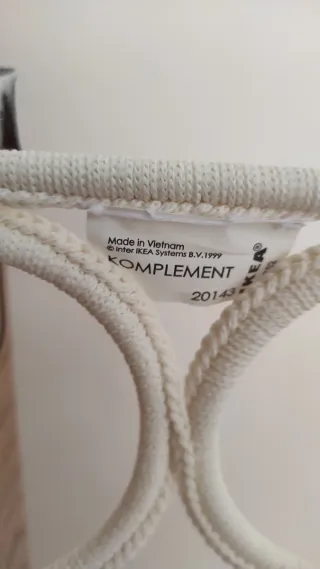 Made in Vietnam
© Inter IKEA Systems B.V.1999
KOMPLEMENT
20143
IKEA®